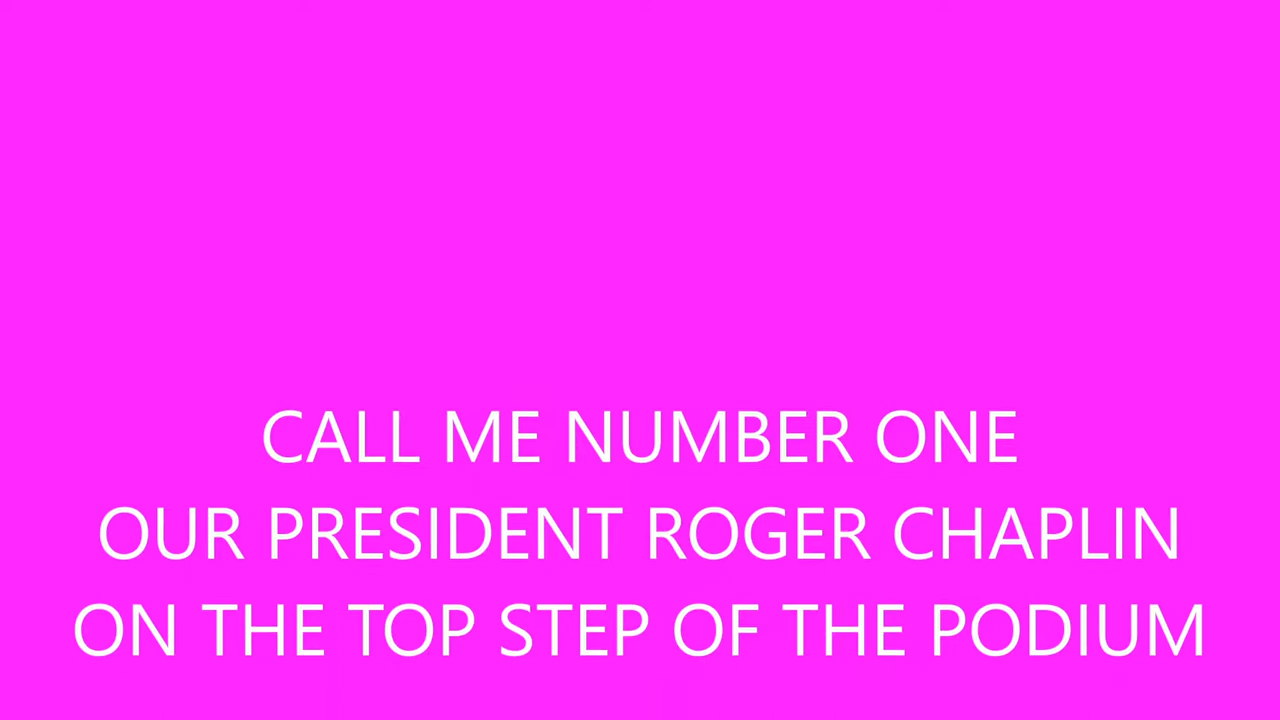 CALL ME NUMBER ONE
OUR PRESIDENT ROGER CHAPLIN
ON THE TOP STEP OF THE PODIUM